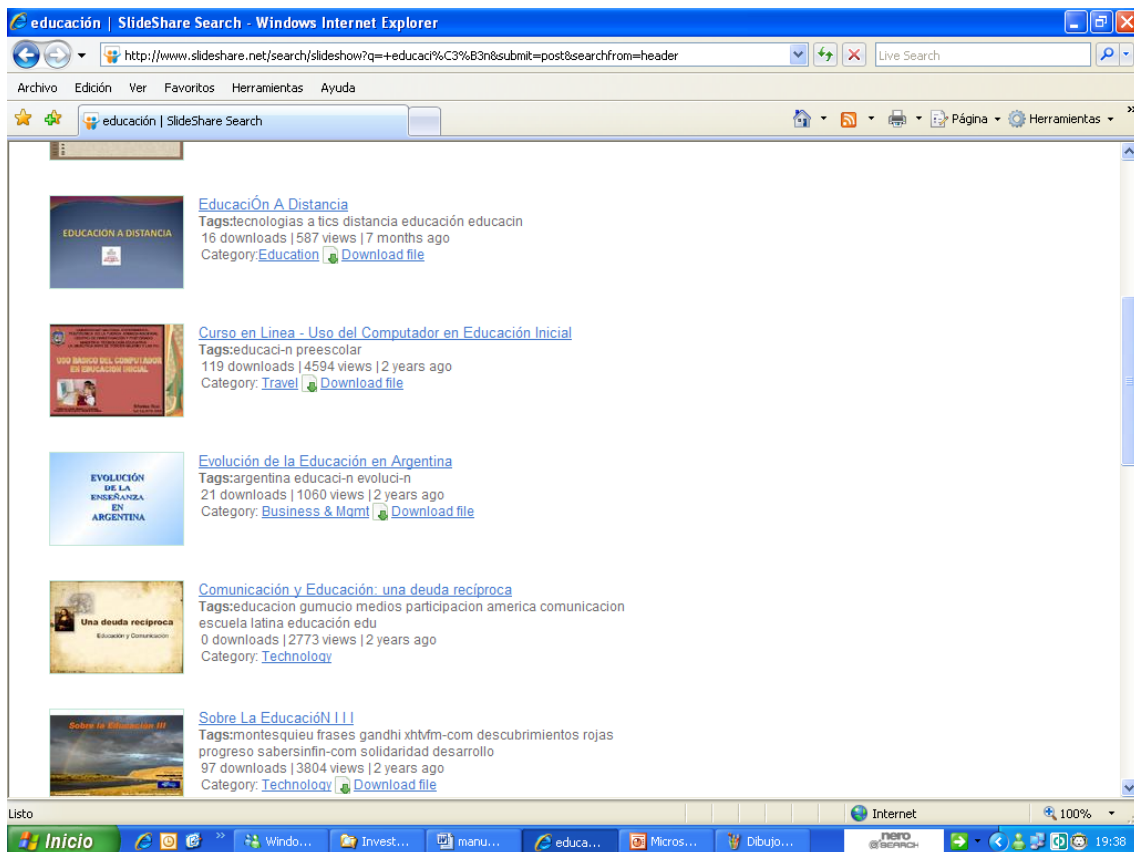 educación | SlideShare Search - Windows Internet Explorer
http://www.slideshare.net/search/slideshow?q=+educaci%C3%B3n&submit=post&searchfrom=header
Live Search
Archivo Edición Ver Favoritos Herramientas Ayuda
educación | SlideShare Search
Página Herramientas
EDUCACION A DISTANCIA
EducaciÓn A Distancia
Tags:tecnologias a tics distancia educación educacin
16 downloads | 587 views | 7 months ago
Category:Education Download file
USO BASICO DEL COMPUTADOR
EN EDUCACION INICIAL
Curso en Linea - Uso del Computador en Educación Inicial
Tags:educaci-n preescolar
119 downloads | 4594 views | 2 years ago
Category: Travel Download file
EVOLUCIÓN
DE LA
ENSEÑANZA
EN
ARGENTINA
Evolución de la Educación en Argentina
Tags:argentina educaci-n evoluci-n
21 downloads | 1060 views | 2 years ago
Category: Business & Mgmt Download file
Una deuda recíproca
Educación y Comunicación
Comunicación y Educación: una deuda recíproca
Tags:educacion gumucio medios participacion america comunicacion
escuela latina educación edu
0 downloads | 2773 views | 2 years ago
Category: Technology
Sobre la Educación III
Sobre La EducacióN I I I
Tags:montesquieu frases gandhi xhtvfm-com descubrimientos rojas
progreso sabersinfin-com solidaridad desarrollo
97 downloads | 3804 views | 2 years ago
Category: Technology Download file
Listo
Internet
100%
Inicio
Windo...
Invest...
manu...
educa...
Micros...
Dibujo...
nero
SEARCH
19:38